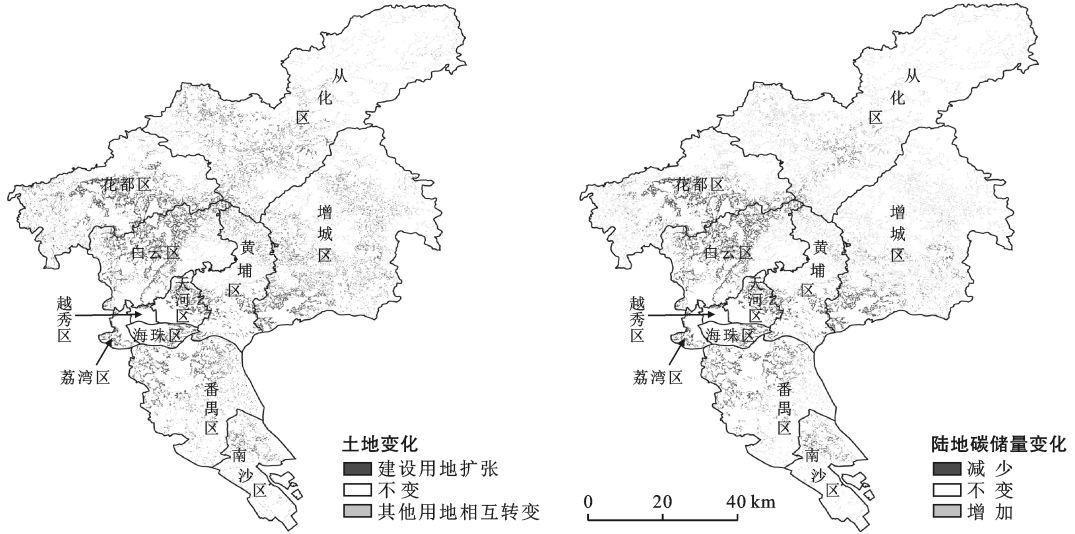 从化区
花都区
增城区
白云区
黄埔区
天河区
越秀区
海珠区
荔湾区
番禺区
南沙区
土地变化
建设用地扩张
不变
其他用地相互转变
从化区
花都区
增城区
白云区
黄埔区
天河区
越秀区
海珠区
荔湾区
番禺区
南沙区
0 20 40 km
陆地碳储量变化
减少
不变
增加